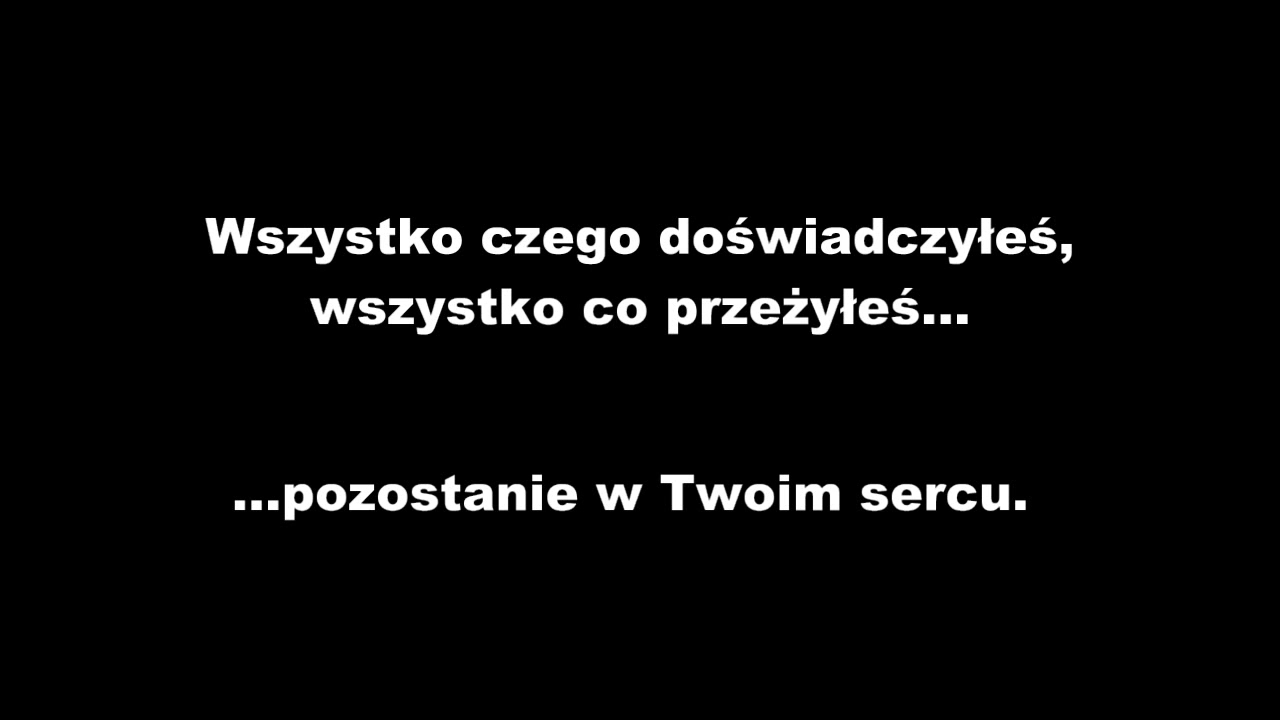 Wszystko czego doświadczyłeś,
wszystko co przeżyłeś...
...pozostanie w Twoim sercu.